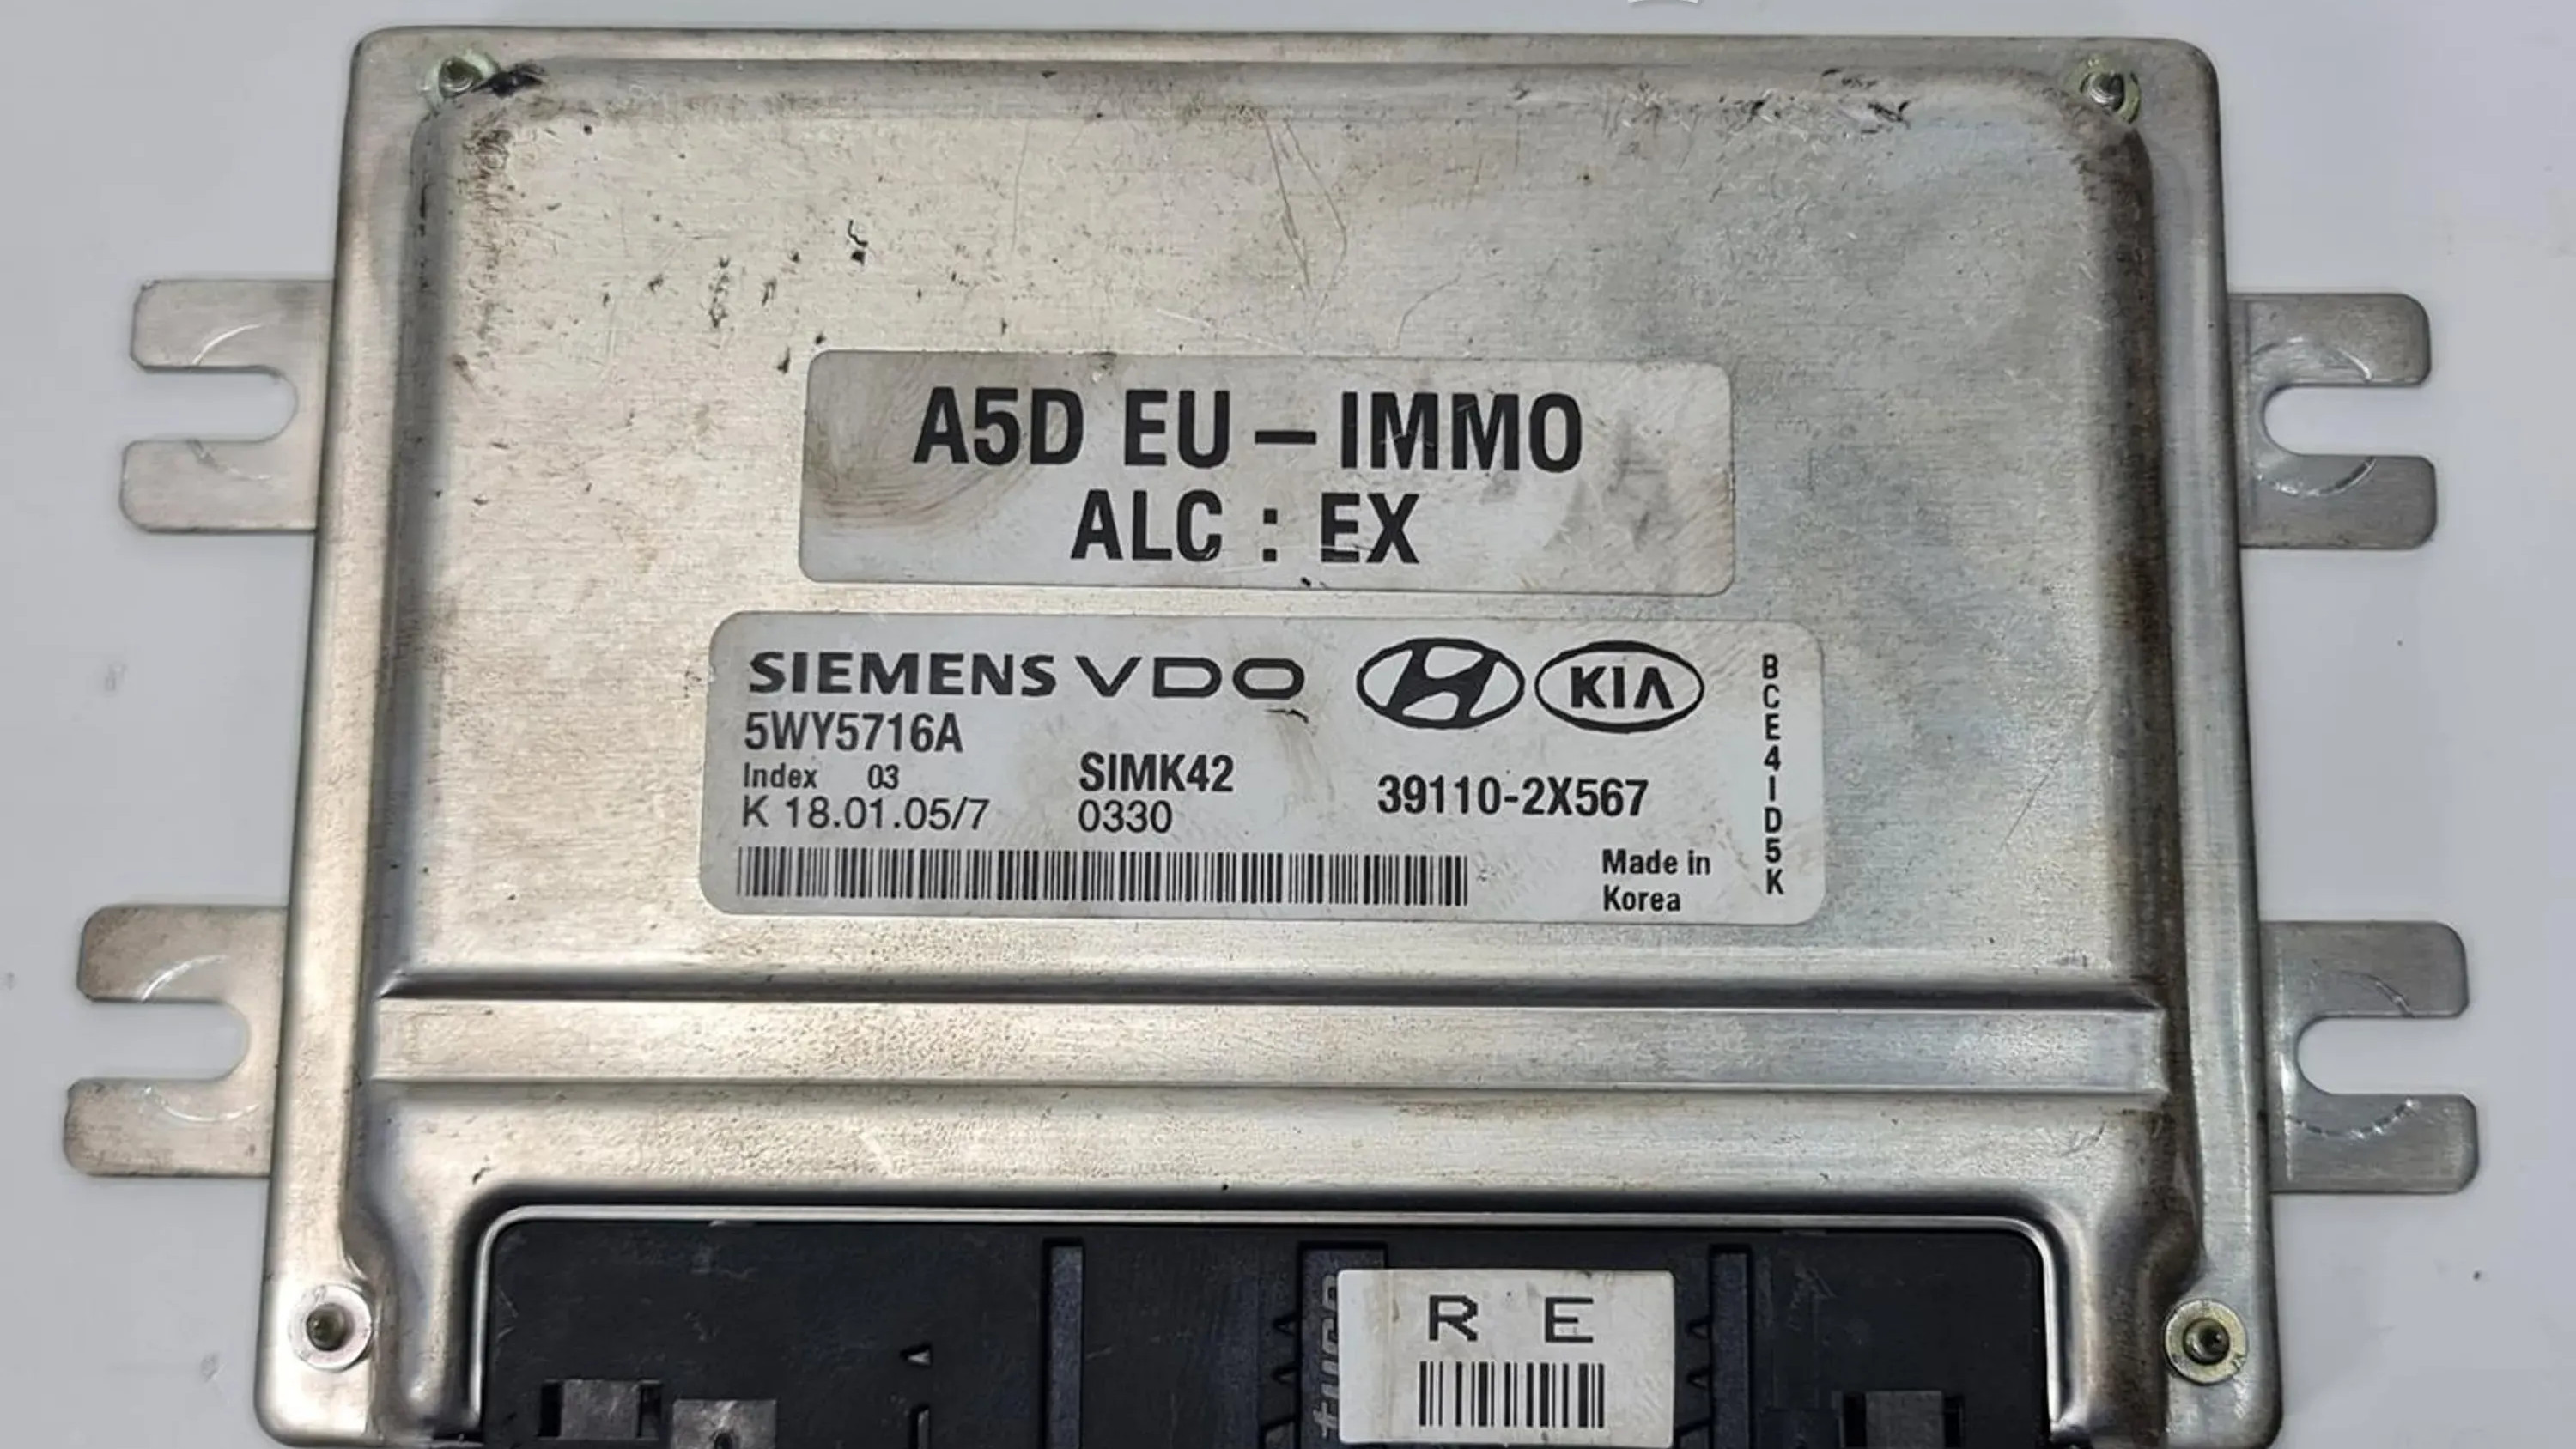 A5D EU – IMMO
ALC : EX
SIEMENS VDO
KIA
5WY5716A
Index 03
SIMK42
K 18.01.05/7
0330
39110-2X567
Made in
Korea
BCE4ID5K
R E